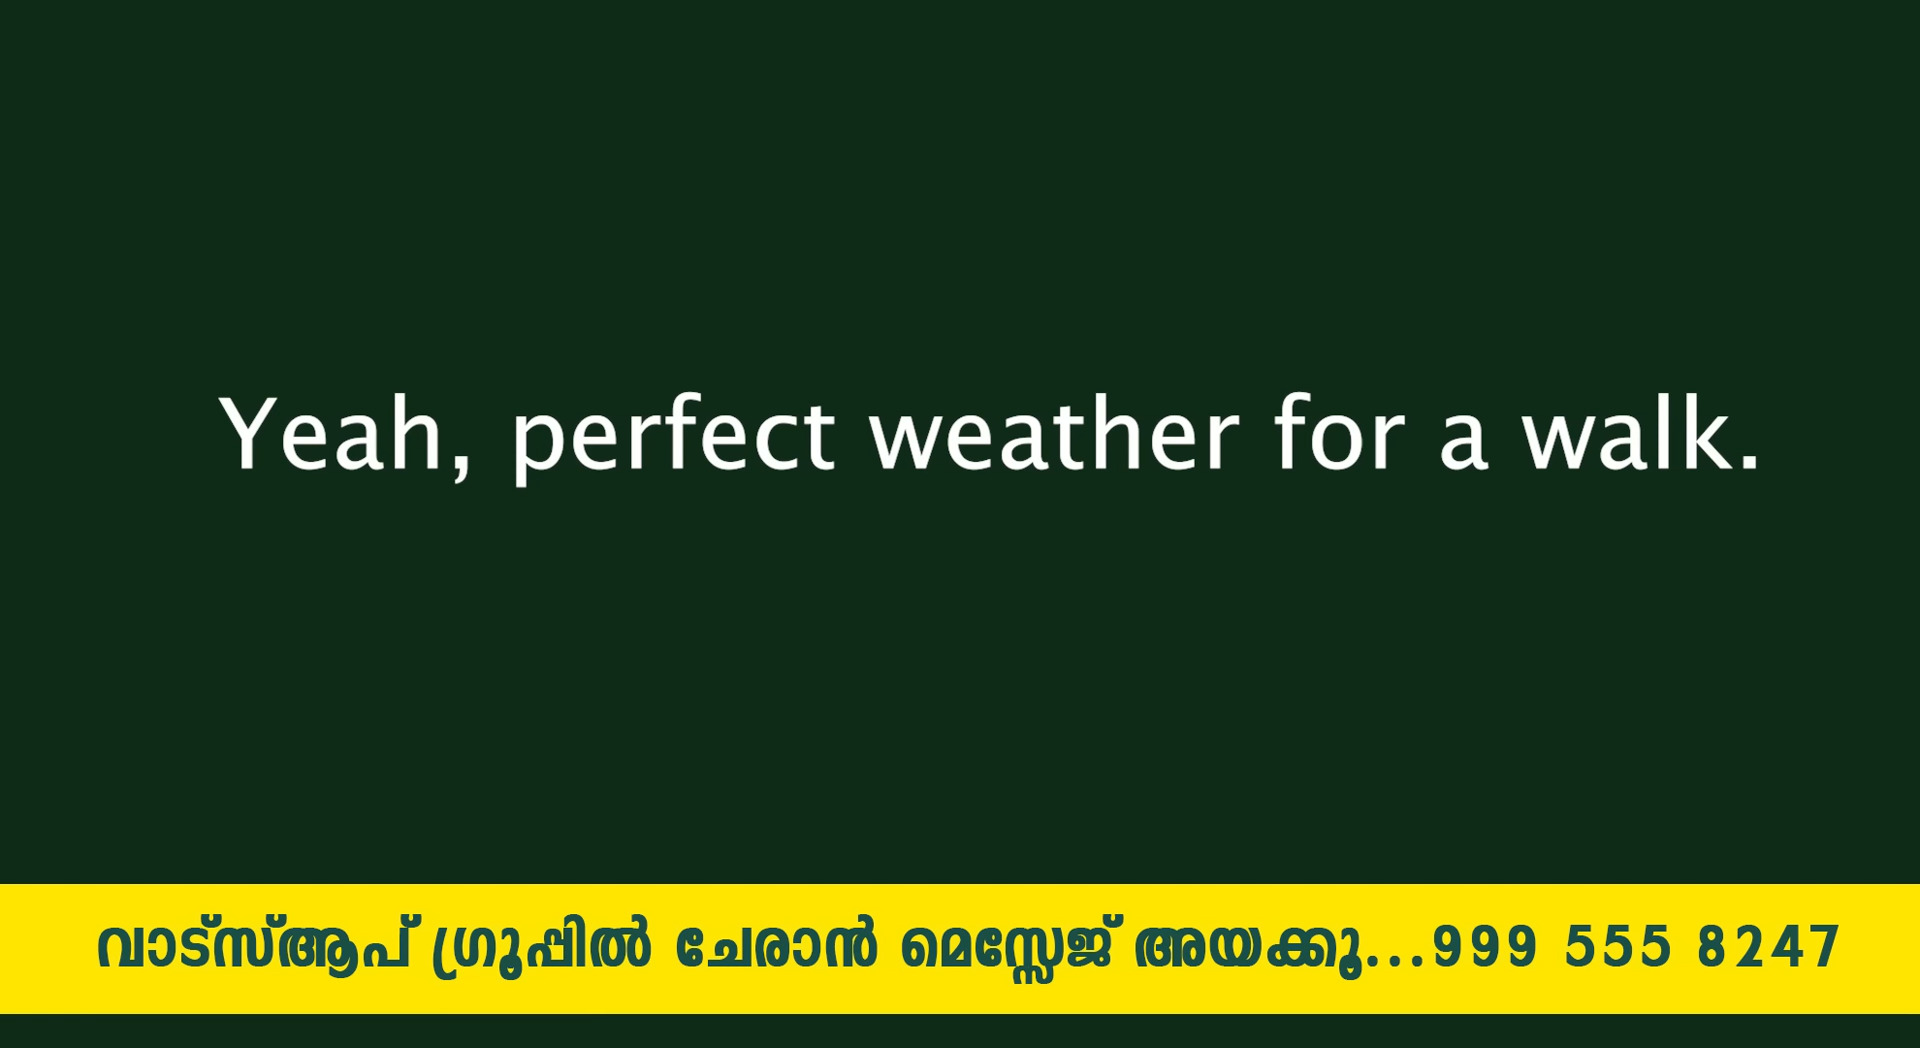 Yeah, perfect weather for a walk.
വാട്സ്ആപ് ഗ്രൂപ്പിൽ ചേരാൻ മെസ്സേജ് അയക്കൂ...999 555 8247